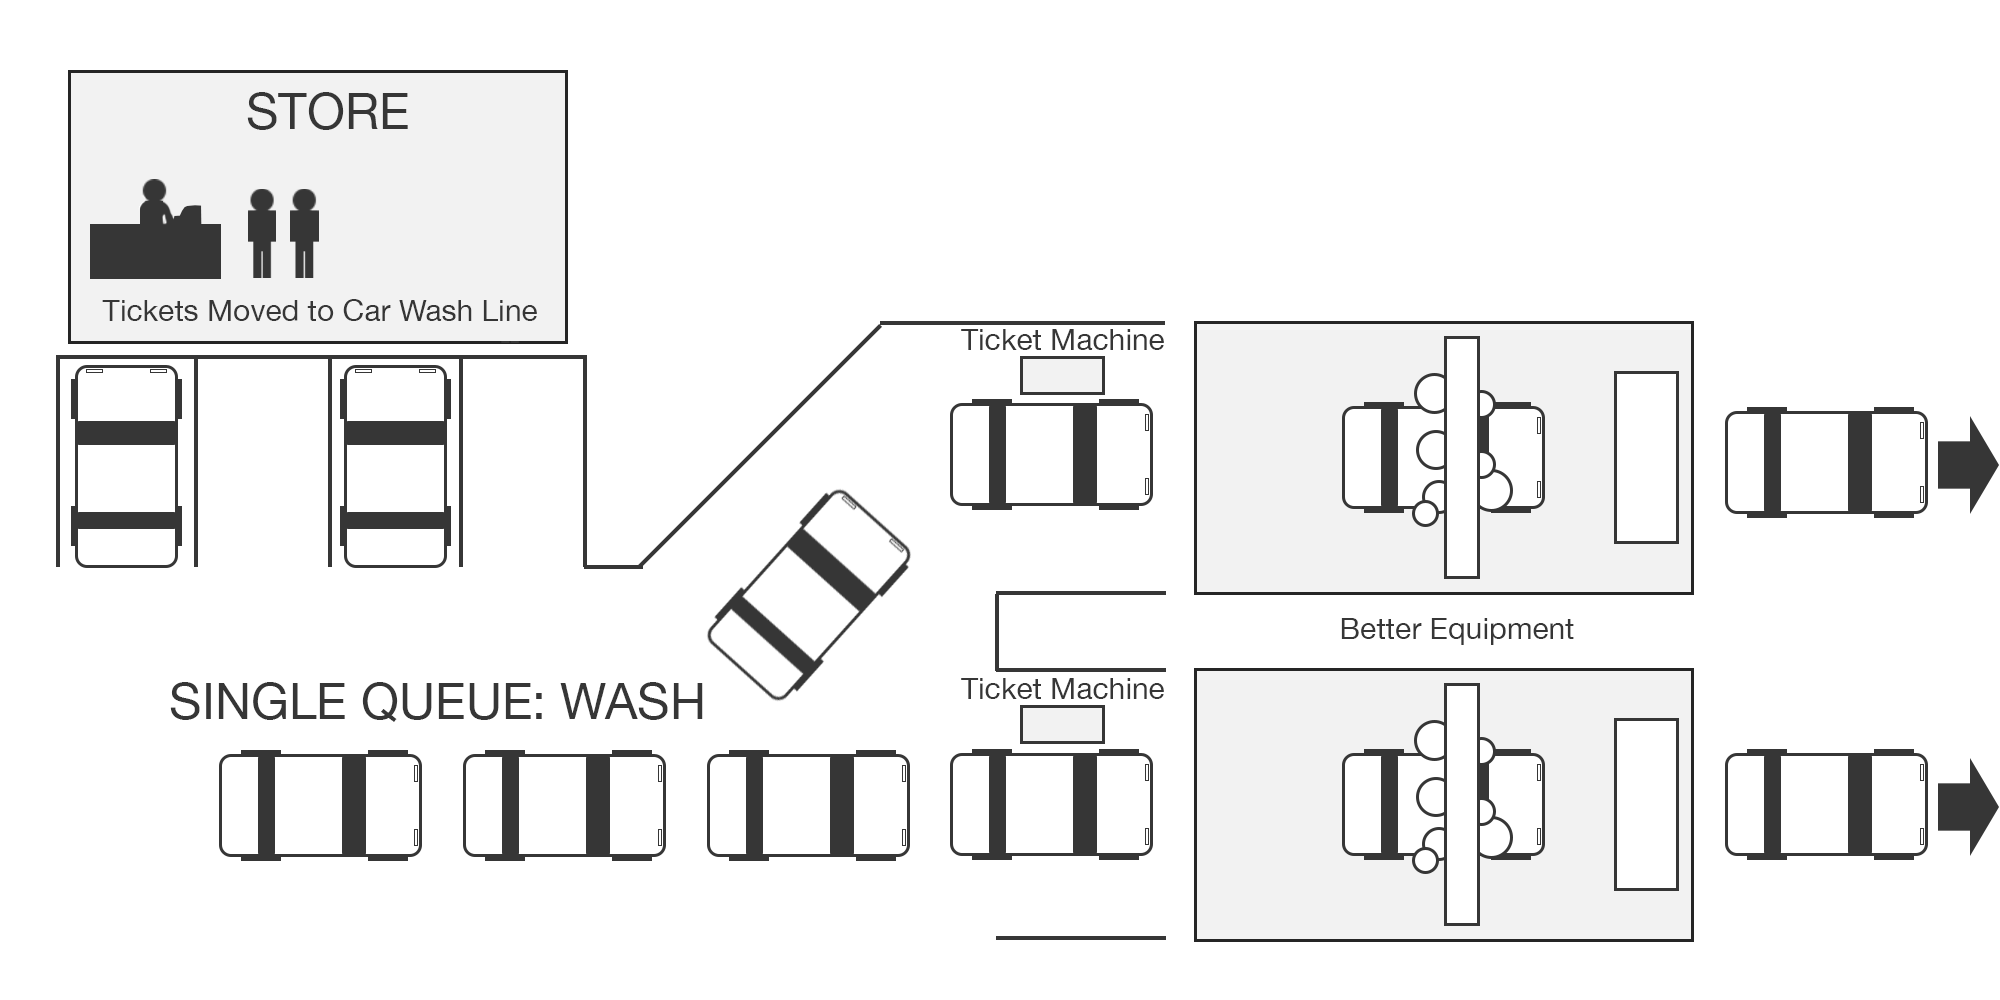 STORE
Tickets Moved to Car Wash Line
Ticket Machine
Better Equipment
SINGLE QUEUE: WASH
Ticket Machine